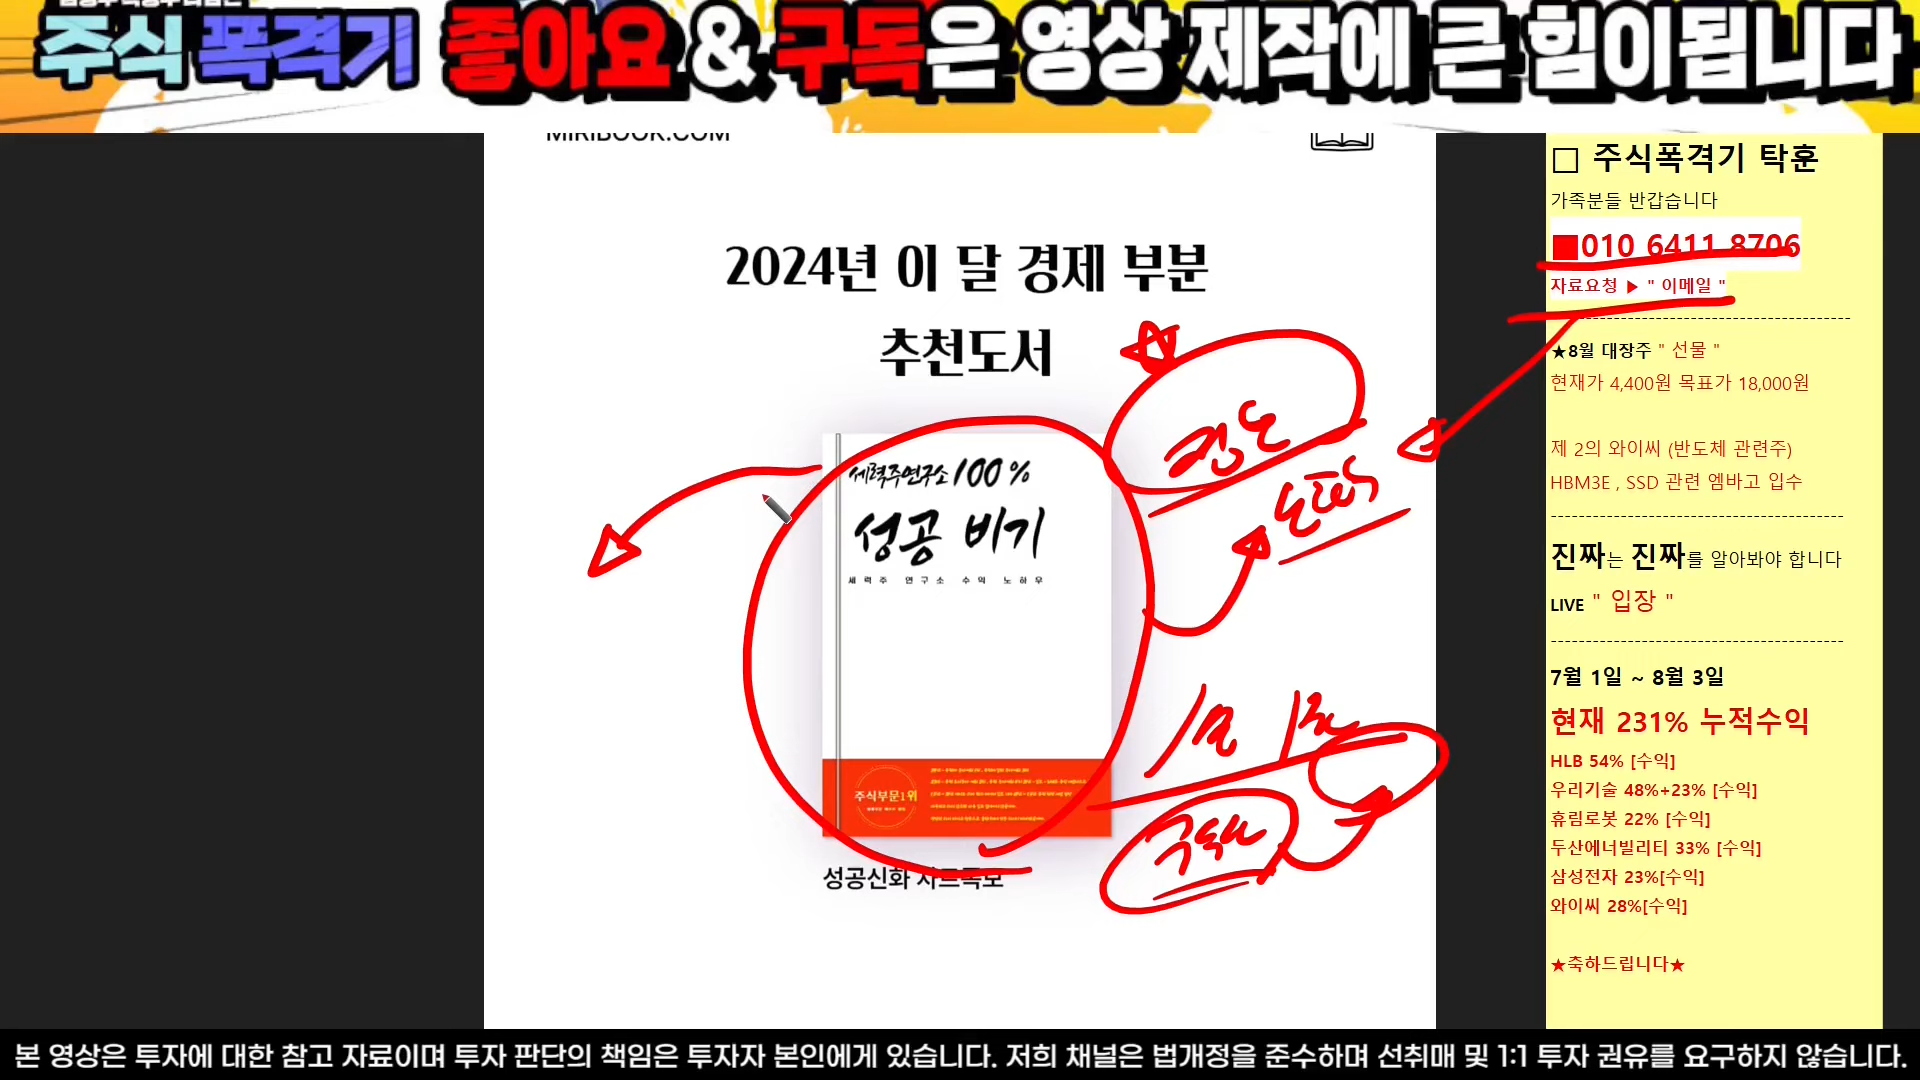 주식 폭격기 좋아요 & 구독은 영상 제작에 큰 힘이됩니다
MIRIBOOK.COM
2024년 이 달 경제 부분
추천도서
세력주연구소 100 %
성공 비기
세력주 연구소 수익 노하우
주식부문1위
성공신화 차트독보
□ 주식폭격기 탁훈
가족분들 반갑습니다
■010 6411 8706
자료요청 ▶ " 이메일 "
★8월 대장주 " 선물 "
현재가 4,400원 목표가 18,000원
제 2의 와이씨 (반도체 관련주)
HBM3E , SSD 관련 엠바고 입수
진짜는 진짜를 알아봐야 합니다
LIVE " 입장 "
7월 1일 ~ 8월 3일
현재 231% 누적수익
HLB 54% [수익]
우리기술 48%+23% [수익]
휴림로봇 22% [수익]
두산에너빌리티 33% [수익]
삼성전자 23%[수익]
와이씨 28%[수익]
★축하드립니다★
본 영상은 투자에 대한 참고 자료이며 투자 판단의 책임은 투자자 본인에게 있습니다. 저희 채널은 법개정을 준수하며 선취매 및 1:1 투자 권유를 요구하지 않습니다.